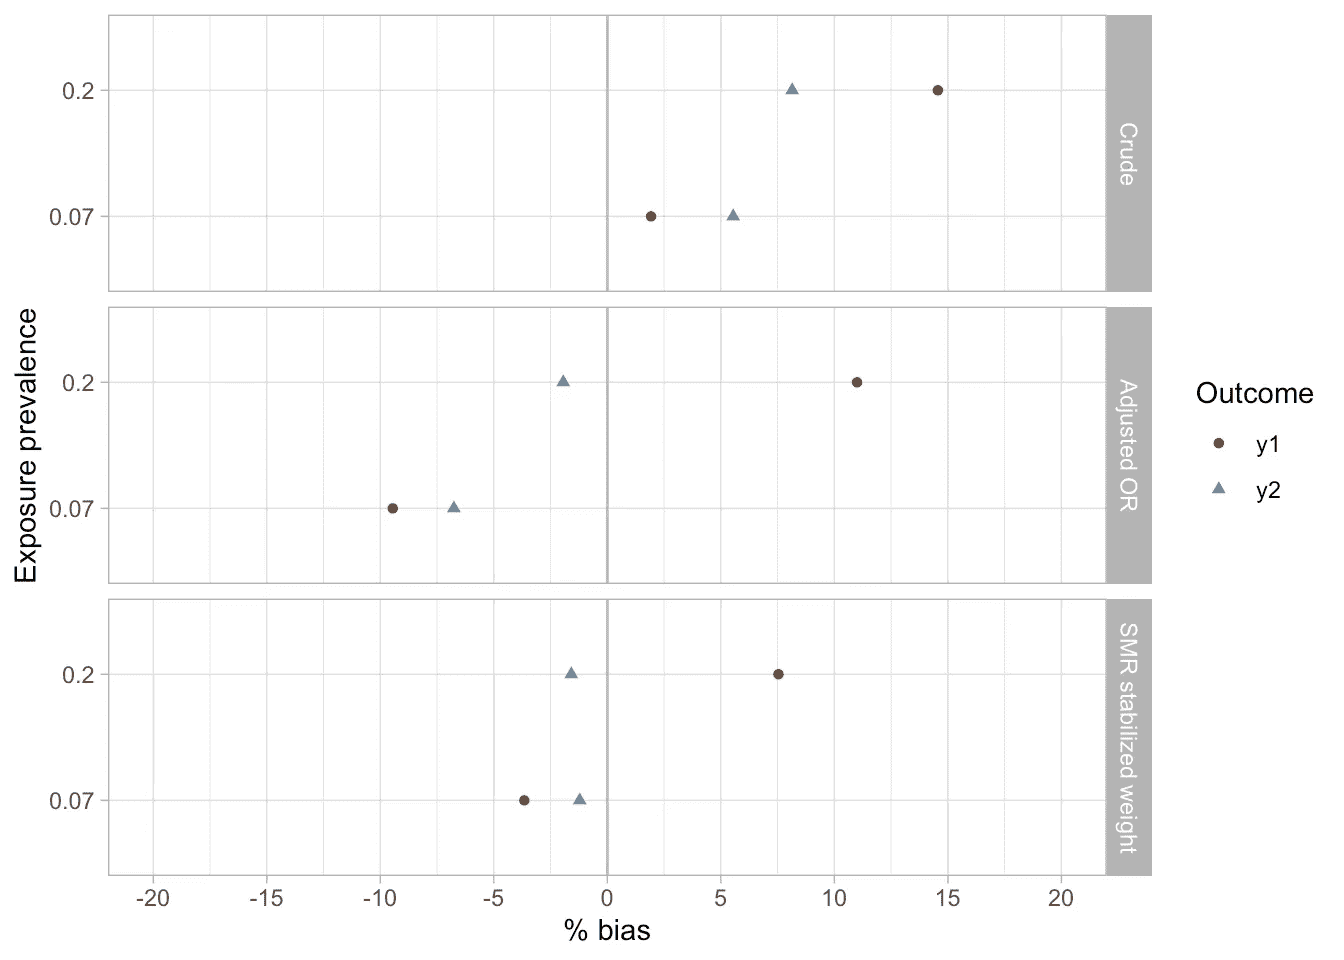 0.2
0.07
Crude
Exposure prevalence
0.2
0.07
Adjusted OR
Outcome
y1
y2
0.2
0.07
SMR stabilized weight
-20 -15 -10 -5 0 5 10 15 20
% bias